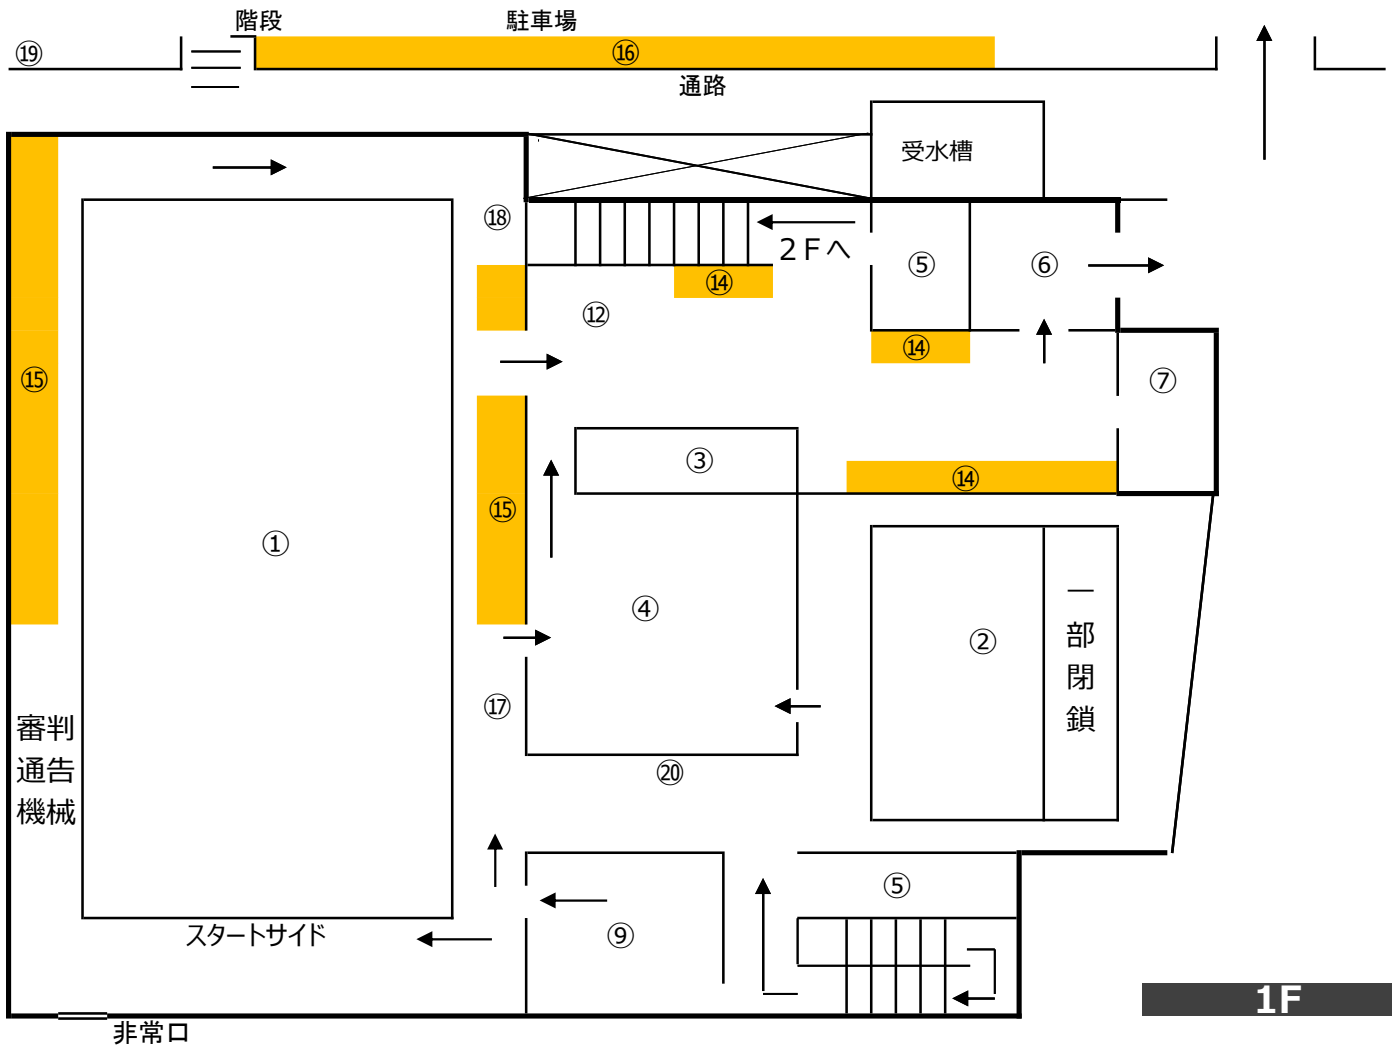 階段
駐車場
⑲
⑯
通路
受水槽
⑱
２Ｆへ
⑤
⑥
⑭
⑫
⑭
⑮
⑦
③
⑭
⑮
①
④
②
一部閉鎖
⑰
審判
通告
機械
⑳
⑤
スタートサイド
⑨
1F
非常口